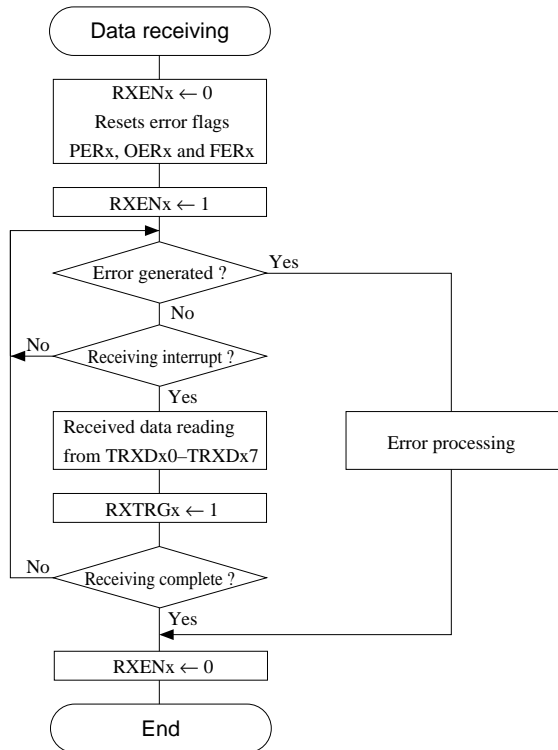 Data receiving
RXENx ← 0
Resets error flags
PERx, OERx and FERx
RXENx ← 1
Error generated ?
Yes
No
Receiving interrupt ?
No
Yes
Received data reading
from TRXDx0–TRXDx7
Error processing
RXTRGx ← 1
Receiving complete ?
No
Yes
RXENx ← 0
End